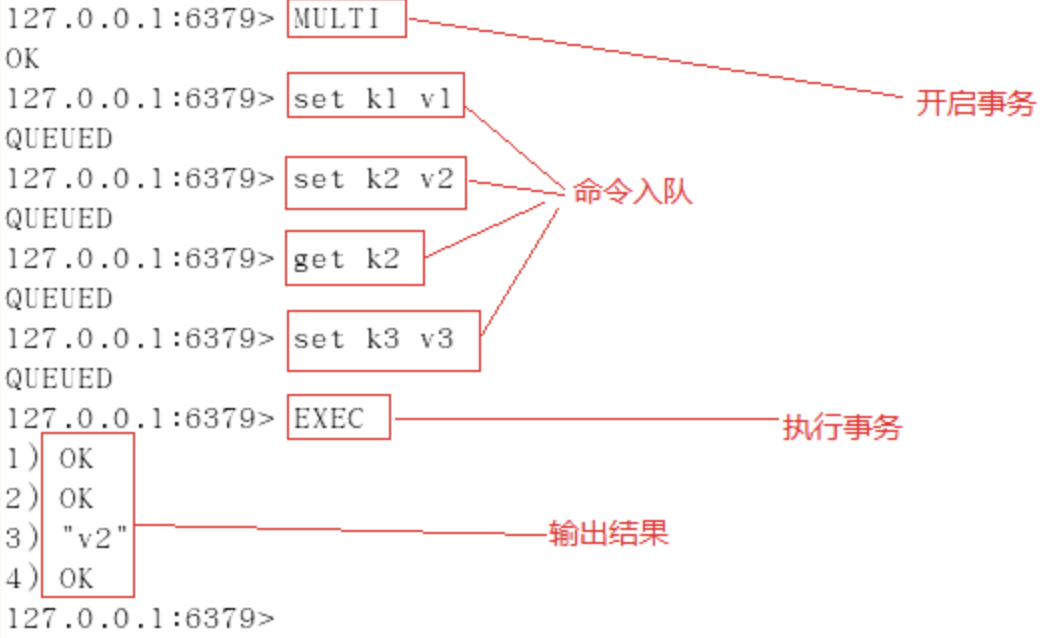 127.0.0.1:6379> MULTI
OK
开启事务
127.0.0.1:6379> set k1 v1
QUEUED
127.0.0.1:6379> set k2 v2
命令入队
QUEUED
127.0.0.1:6379> get k2
QUEUED
127.0.0.1:6379> set k3 v3
QUEUED
127.0.0.1:6379> EXEC
执行事务
1) OK
2) OK
3) "v2"
输出结果
4) OK
127.0.0.1:6379>